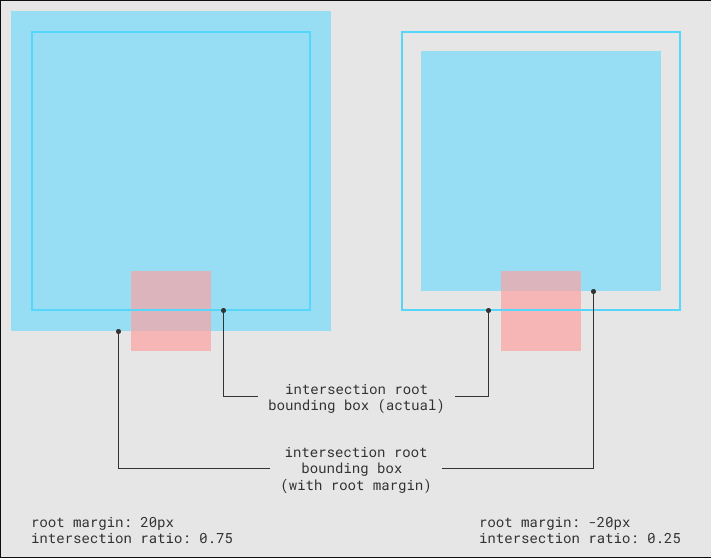 intersection root
bounding box (actual)
intersection root
bounding box
(with root margin)
root margin: 20px
intersection ratio: 0.75
root margin: -20px
intersection ratio: 0.25